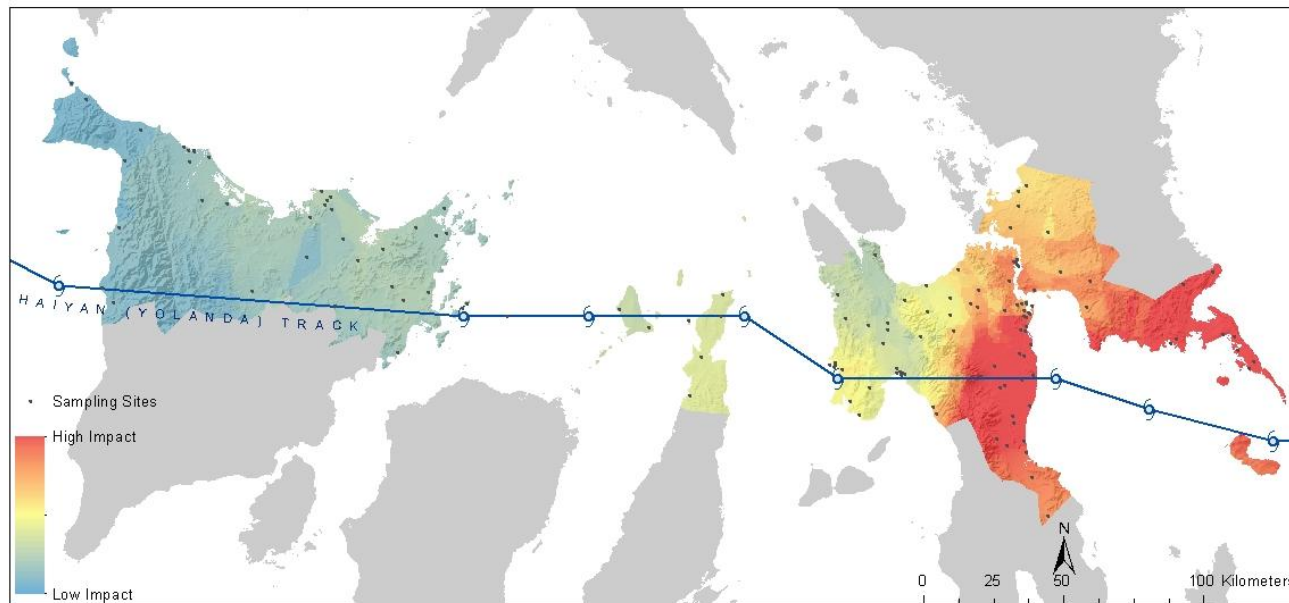 HAIYAN (YOLANDA) TRACK
Sampling Sites
High Impact
Low Impact
N
0 25 50 100 Kilometers